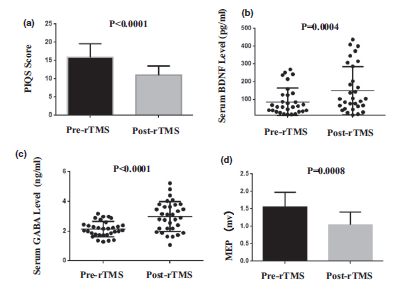 (a)
P<0.0001
PIQS Score
25
20
15
10
5
0
Pre-rTMS
Post-rTMS
(b)
P=0.0004
Serum BDNF Level (pg/ml)
500
400
300
200
100
0
Pre-rTMS
Post-rTMS
(c)
P<0.0001
Serum GABA Level (ng/ml)
6
4
2
0
Pre-rTMS
Post-rTMS
(d)
P=0.0008
MEP (mv)
2.5
2.0
1.5
1.0
0.5
0.0
Pre-rTMS
Post-rTMS